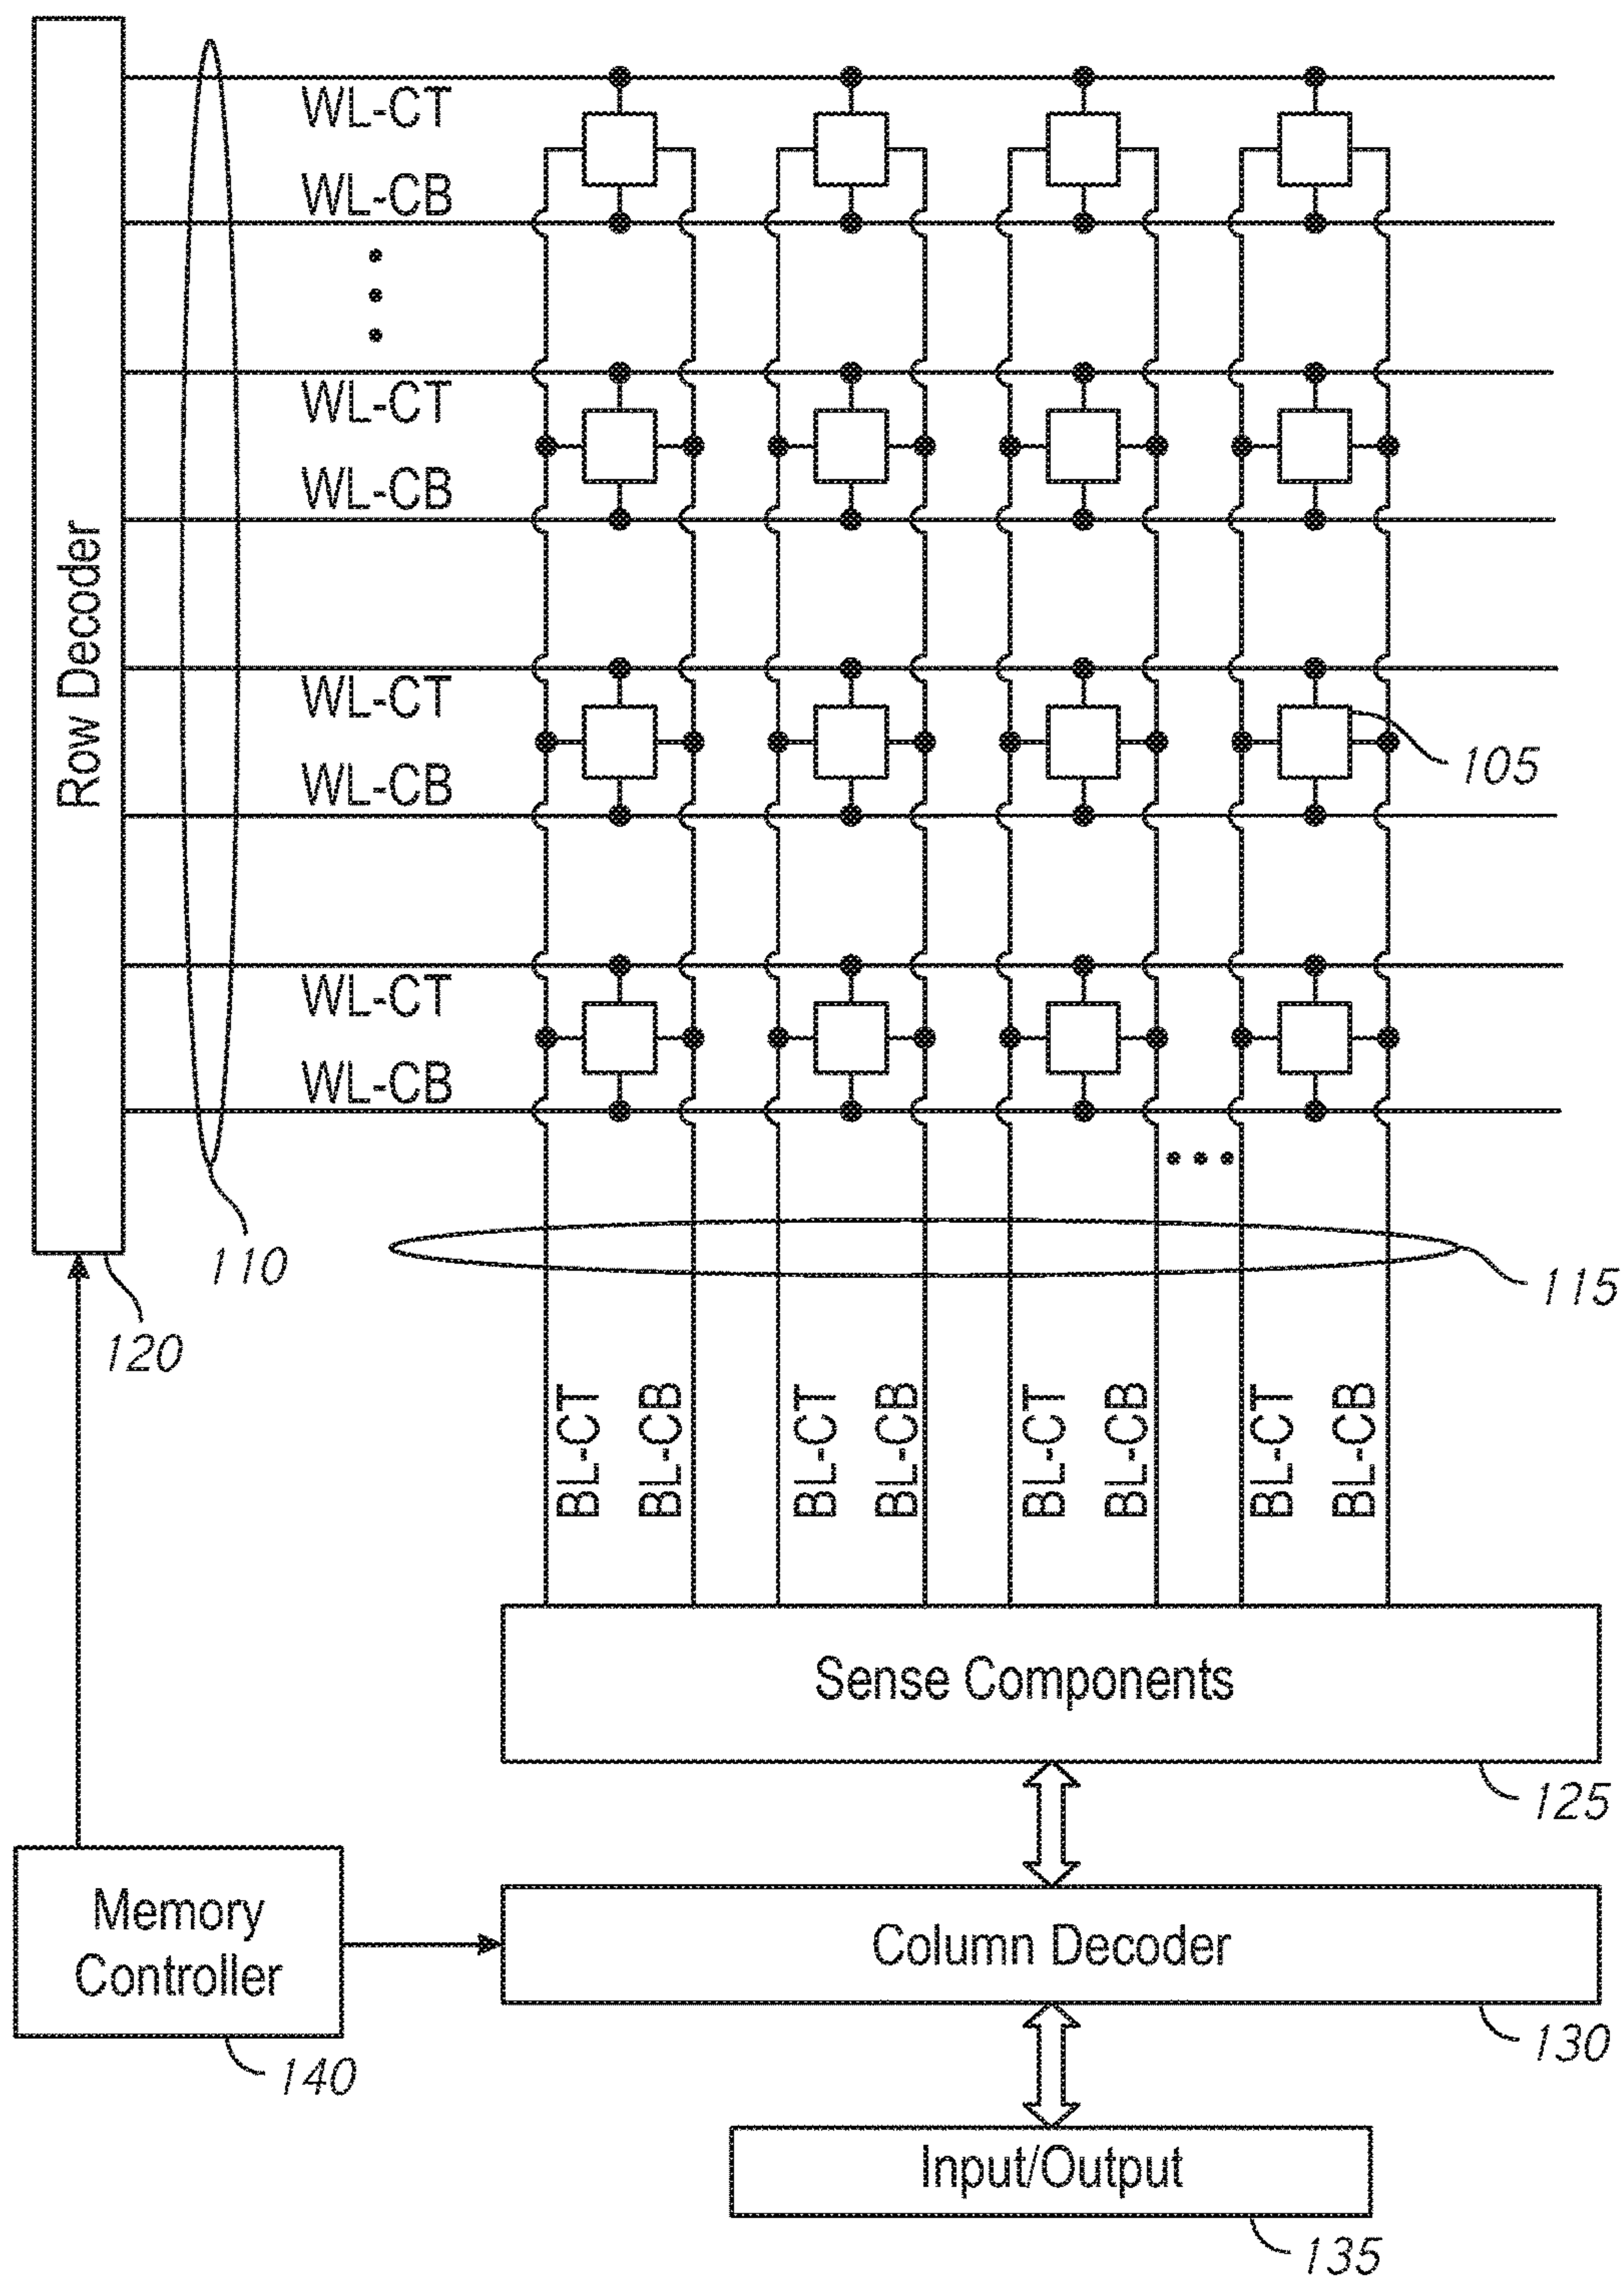 WL-CT
WL-CB
WL-CT
WL-CB
Row Decoder
WL-CT
105
WL-CB
WL-CT
WL-CB
110
115
120
BL-CT
BL-CB
BL-CT
BL-CB
BL-CT
BL-CB
BL-CT
BL-CB
Sense Components
125
Memory
Controller
Column Decoder
130
140
Input/Output
135